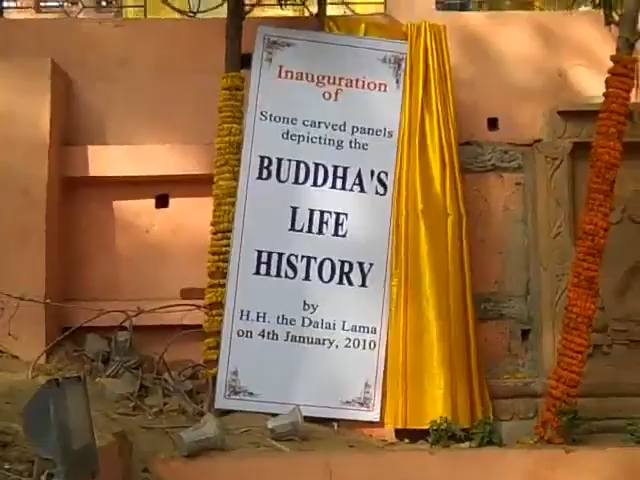 Inauguration
of
Stone carved panels
depicting the
BUDDHA'S
LIFE
HISTORY
by
H.H. the Dalai Lama
on 4th January, 2010